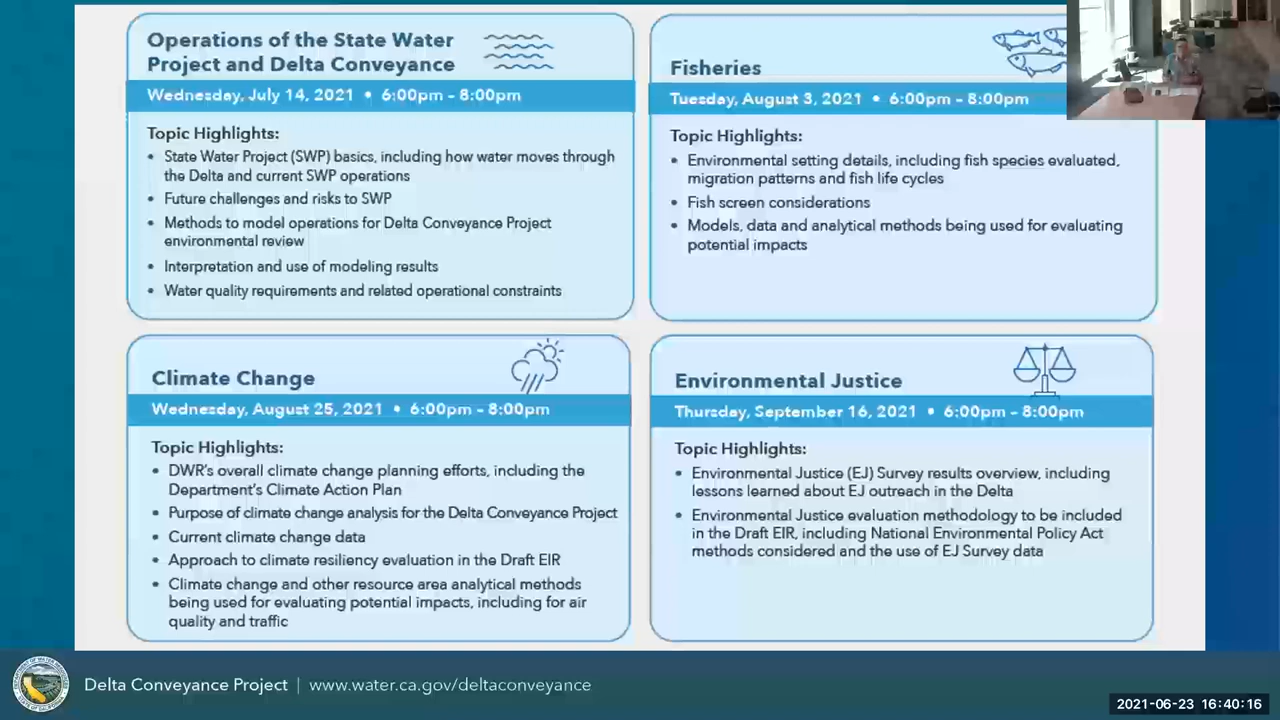 Operations of the State Water
Project and Delta Conveyance
Wednesday, July 14, 2021 • 6:00pm – 8:00pm
Topic Highlights:
• State Water Project (SWP) basics, including how water moves through
the Delta and current SWP operations
• Future challenges and risks to SWP
• Methods to model operations for Delta Conveyance Project
environmental review
• Interpretation and use of modeling results
• Water quality requirements and related operational constraints
Fisheries
Tuesday, August 3, 2021 • 6:00pm – 8:00pm
Topic Highlights:
• Environmental setting details, including fish species evaluated,
migration patterns and fish life cycles
• Fish screen considerations
• Models, data and analytical methods being used for evaluating
potential impacts
Climate Change
Wednesday, August 25, 2021 • 6:00pm – 8:00pm
Topic Highlights:
• DWR's overall climate change planning efforts, including the
Department's Climate Action Plan
• Purpose of climate change analysis for the Delta Conveyance Project
• Current climate change data
• Approach to climate resiliency evaluation in the Draft EIR
• Climate change and other resource area analytical methods
being used for evaluating potential impacts, including for air
quality and traffic
Environmental Justice
Thursday, September 16, 2021 • 6:00pm – 8:00pm
Topic Highlights:
• Environmental Justice (EJ) Survey results overview, including
lessons learned about EJ outreach in the Delta
• Environmental Justice evaluation methodology to be included
in the Draft EIR, including National Environmental Policy Act
methods considered and the use of EJ Survey data
Delta Conveyance Project | www.water.ca.gov/deltaconveyance
2021-06-23 16:40:16